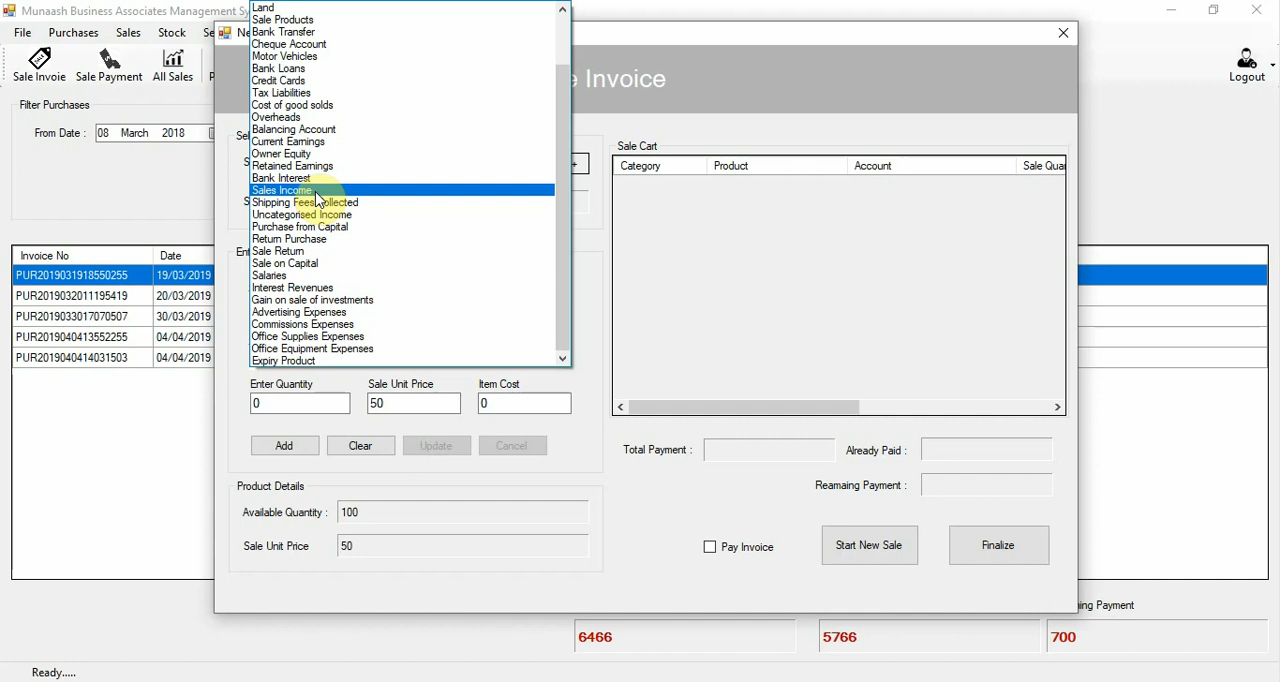 Munaash Business Associates Management Sy
File Purchases Sales Stock Se
Sale Invoie Sale Payment All Sales P
Logout
Ne
e Invoice
Filter Purchases
From Date : 08 March 2018
Invoice No Date
PUR2019031918550255 19/03/2019
PUR2019032011195419 20/03/2019
PUR2019033017070507 30/03/2019
PUR2019040413552255 04/04/2019
PUR2019040414031503 04/04/2019
Sel
S
S
Ent
Land
Sale Products
Bank Transfer
Cheque Account
Motor Vehicles
Bank Loans
Credit Cards
Tax Liabilities
Cost of good solds
Overheads
Balancing Account
Current Earnings
Owner Equity
Retained Earnings
Bank Interest
Sales Income
Shipping Fees Collected
Uncategorised Income
Purchase from Capital
Return Purchase
Sale Return
Sale on Capital
Salaries
Interest Revenues
Gain on sale of investments
Advertising Expenses
Commissions Expenses
Office Supplies Expenses
Office Equipment Expenses
Expiry Product
+
Enter Quantity Sale Unit Price Item Cost
0 50 0
Add Clear Update Cancel
Product Details
Available Quantity : 100
Sale Unit Price 50
Sale Cart
Category Product Account Sale Quar
Total Payment : Already Paid :
Reamaing Payment :
Pay Invoice Start New Sale Finalize
ing Payment
6466 5766 700
Ready.....